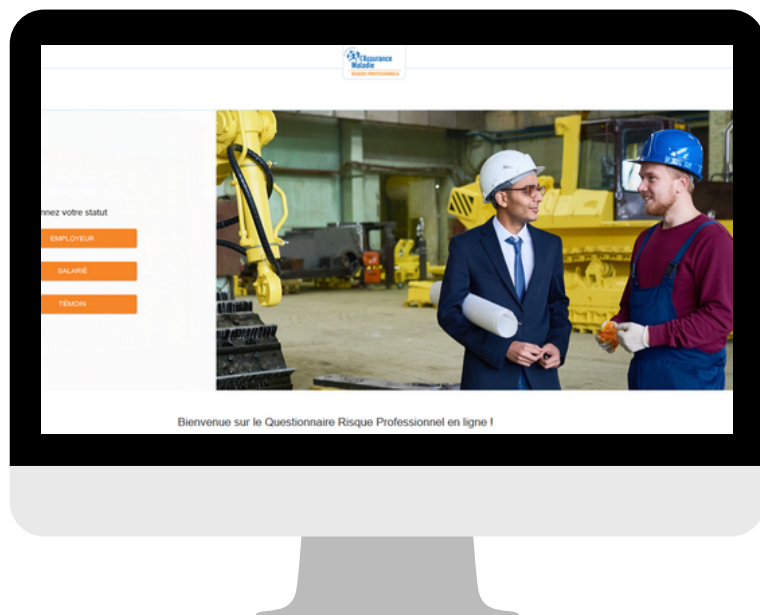 l'Assurance
Maladie
RISQUES PROFESSIONNELS
nnez votre statut
EMPLOYEUR
SALARIÉ
TÉMOIN
Bienvenue sur le Questionnaire Risque Professionnel en ligne !